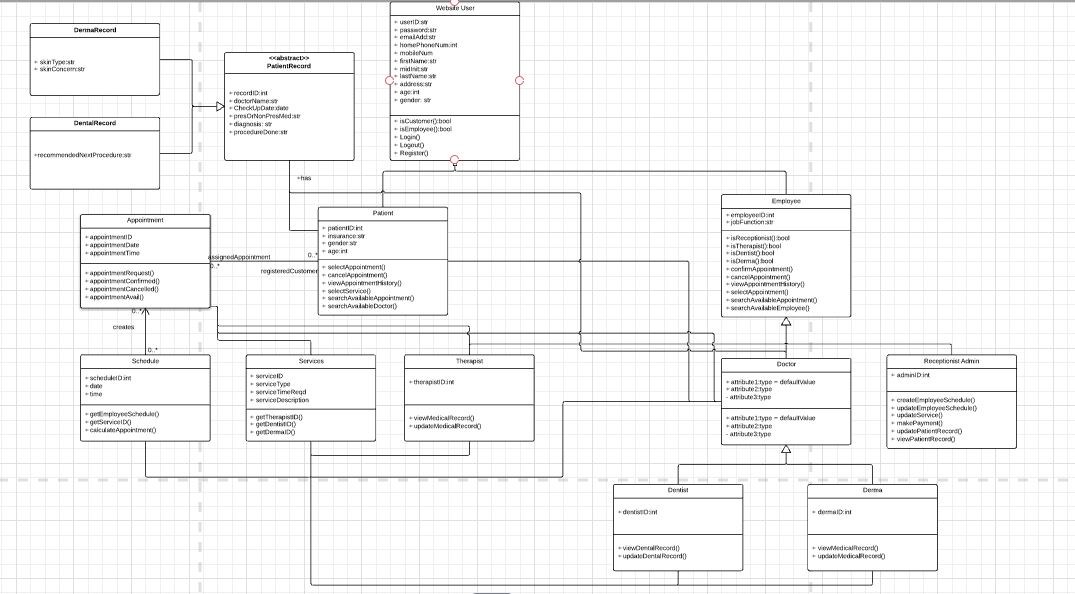 DermaRecord
+ skinType:str
+ skinConcern:str
DentalRecord
+recommendedNextProcedure:str
<<abstract>>
PatientRecord
+ recordID:int
+ doctorName:str
+ CheckUpDate:date
+ presOrNonPresMed:str
+ diagnosis: str
+ procedureDone:str
Website User
+ userID:str
+ password:str
+ emailAdd:str
+ homePhoneNum:int
+ mobileNum
+ firstName:str
+ midInit:str
+ lastName:str
+ address:str
+ age:int
+ gender: str
+ isCustomer():bool
+ isEmployee():bool
+ Login()
+ Logout()
+ Register()
+has
Appointment
+ appointmentID
+ appointmentDate
+ appointmentTime
+ appointmentRequest()
+ appointmentConfirmed()
+ appointmentCancelled()
+ appointmentAvail()
assignedAppointment
0..*
0..*
registeredCustomer
Patient
+ patientID:int
+ insurance:str
+ gender:str
+ age:int
+ selectAppointment()
+ cancelAppointment()
+ viewAppointmentHistory()
+ selectService()
+ searchAvailableAppointment()
+ searchAvailableDoctor()
Employee
+ employeeID:int
+ jobFunction:str
+ isReceptionist():bool
+ isTherapist():bool
+ isDentist():bool
+ isDerma():bool
+ confirmAppointment()
+ cancelAppointment()
+ viewAppointmentHistory()
+ selectAppointment()
+ searchAvailableAppointment()
+ searchAvailableEmployee()
0..*
creates
0..*
Schedule
+ scheduleID:int
+ date
+ time
+ getEmployeeSchedule()
+ getServiceID()
+ calculateAppointment()
Services
+ serviceID
+ serviceType
+ serviceTimeReqd
+ serviceDescription
+ getTherapistID()
+ getDentistID()
+ getDermaID()
Therapist
+ therapistID:int
+ viewMedicalRecord()
+ updateMedicalRecord()
Doctor
+ attribute1:type = defaultValue
+ attribute2:type
- attribute3:type
+ attribute1:type = defaultValue
+ attribute2:type
- attribute3:type
Receptionist Admin
+ adminID:int
+ createEmployeeSchedule()
+ updateEmployeeSchedule()
+ updateService()
+ makePayment()
+ updatePatientRecord()
+ viewPatientRecord()
Dentist
+ dentistID:int
+ viewDentalRecord()
+ updateDentalRecord()
Derma
+ dermaID:int
+ viewMedicalRecord()
+ updateMedicalRecord()